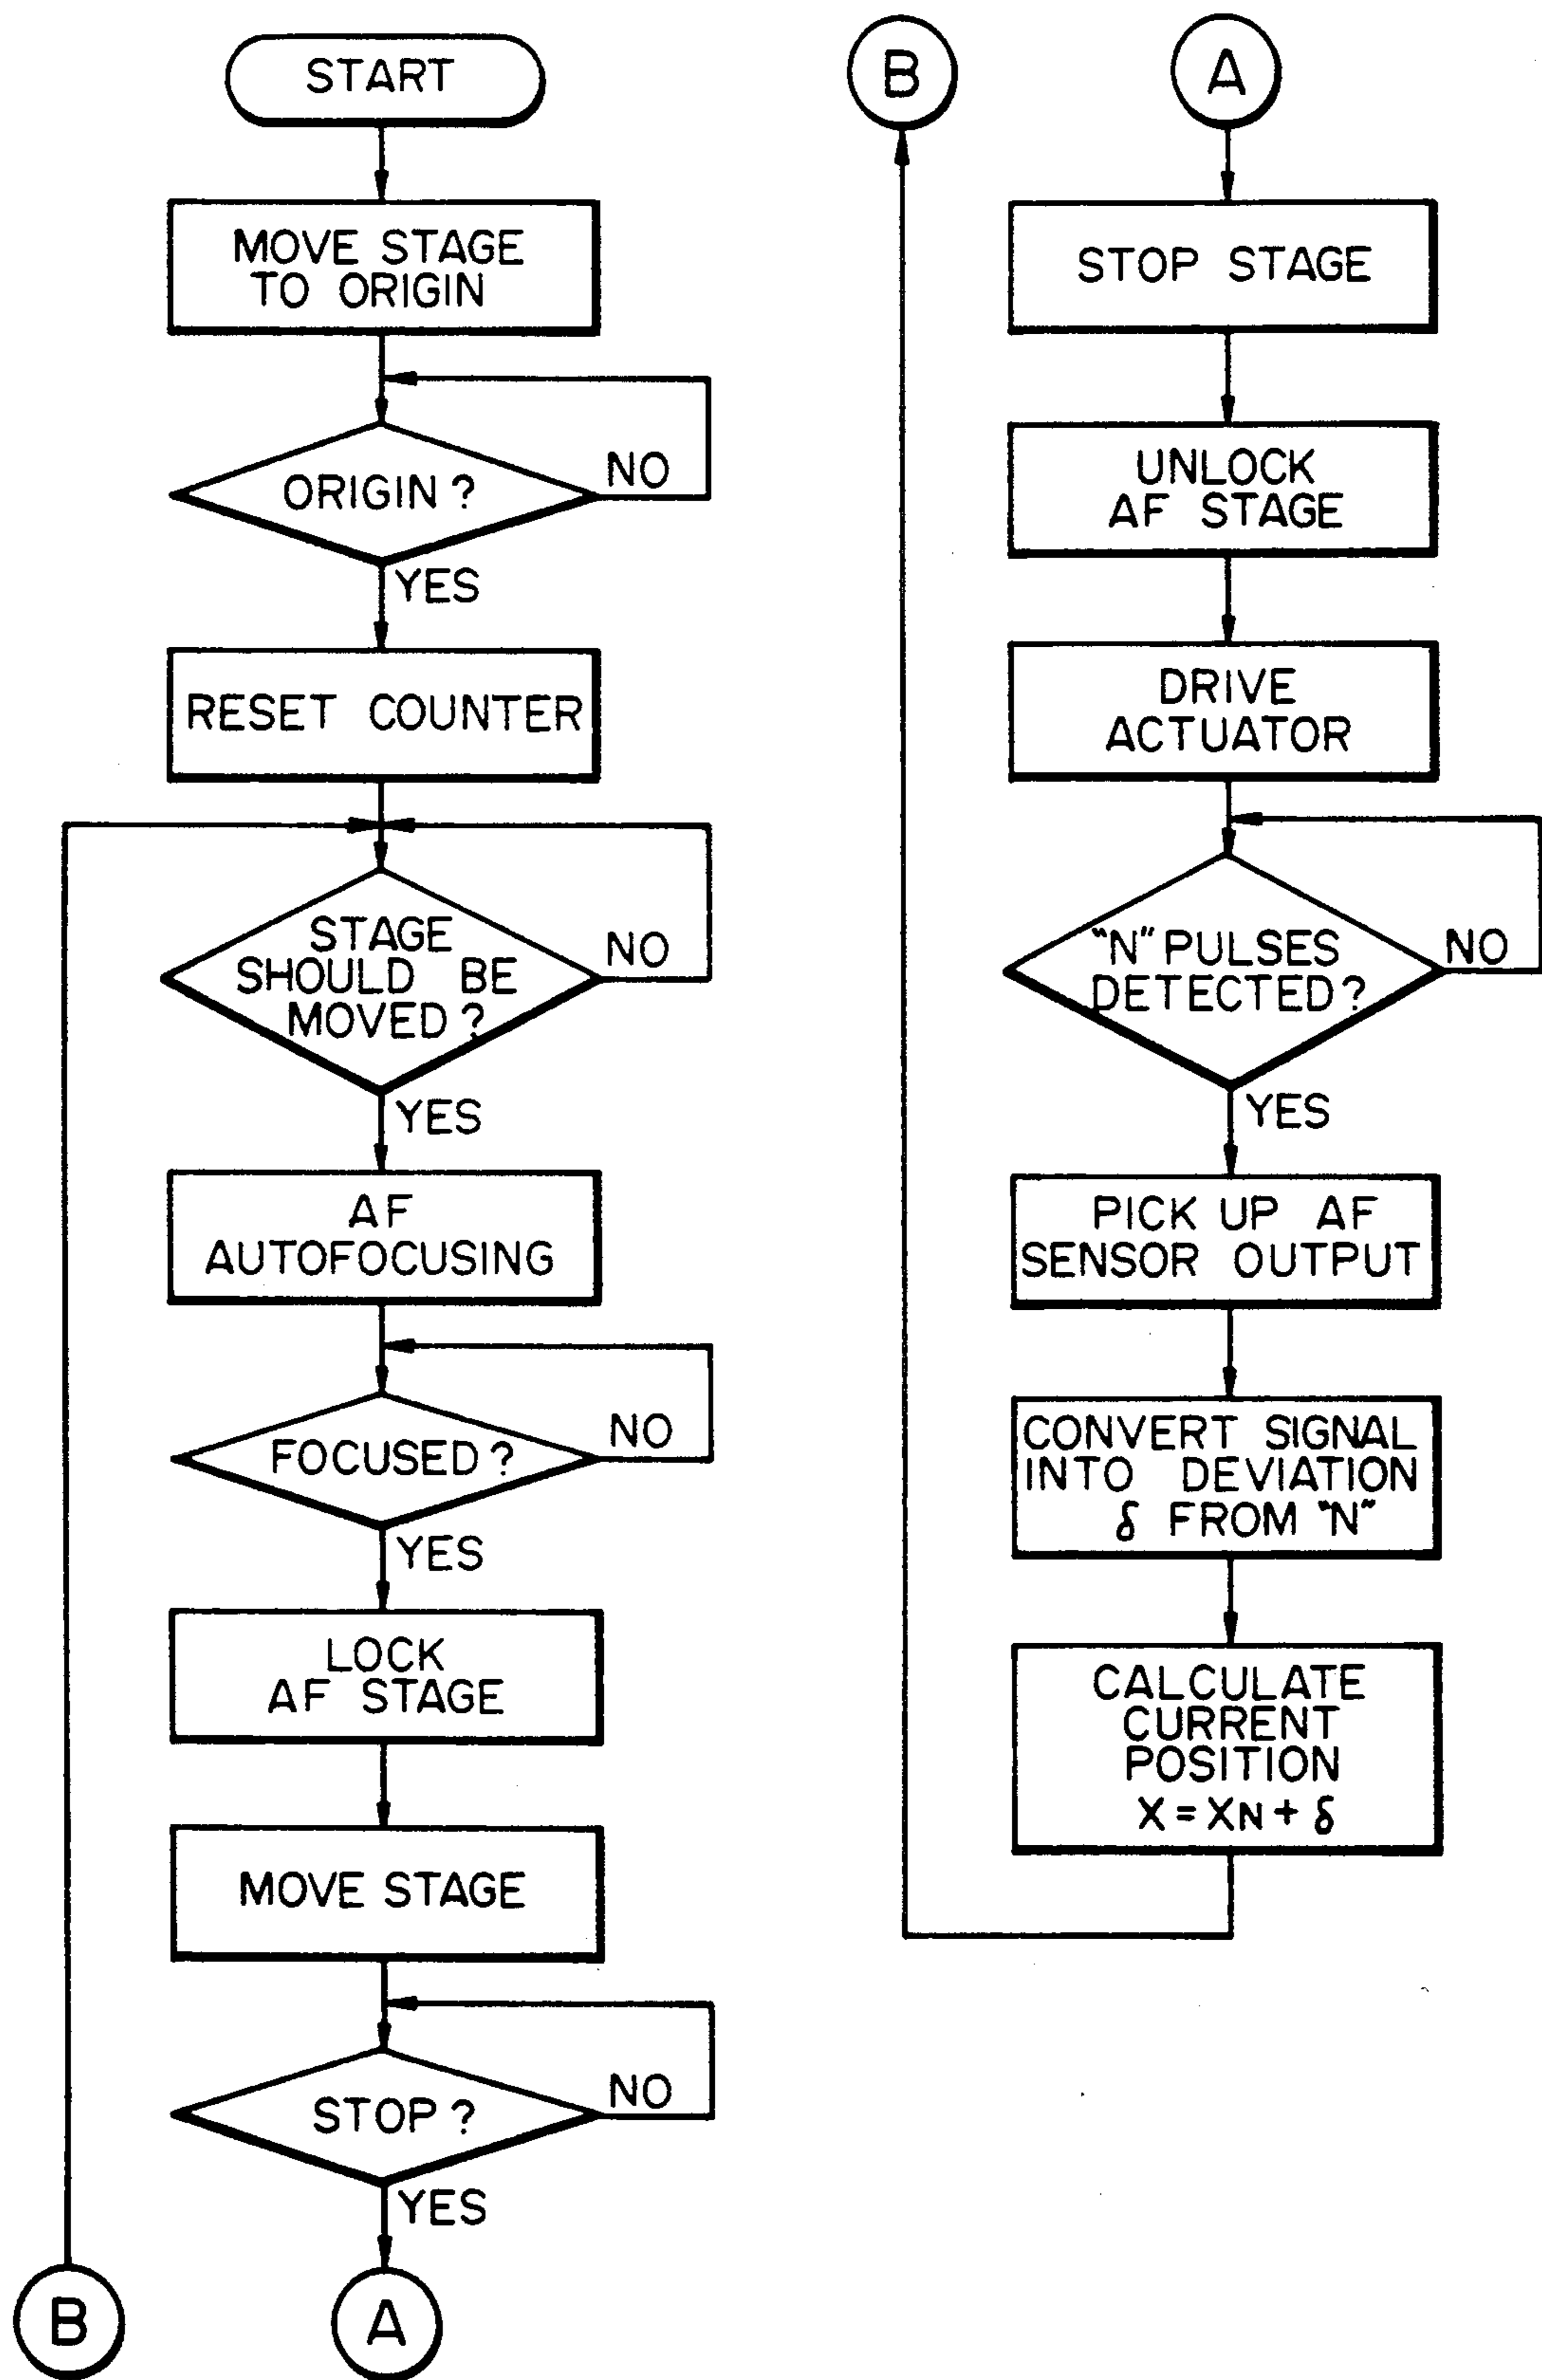 START
MOVE STAGE
TO ORIGIN
ORIGIN?
NO
YES
RESET COUNTER
STAGE
SHOULD BE
MOVED?
NO
YES
AF
AUTOFOCUSING
FOCUSED?
NO
YES
LOCK
AF STAGE
MOVE STAGE
STOP?
NO
YES
B
A
B
A
STOP STAGE
UNLOCK
AF STAGE
DRIVE
ACTUATOR
"N" PULSES
DETECTED?
NO
YES
PICK UP AF
SENSOR OUTPUT
CONVERT SIGNAL
INTO DEVIATION
δ FROM "N"
CALCULATE
CURRENT
POSITION
X = XN + δ